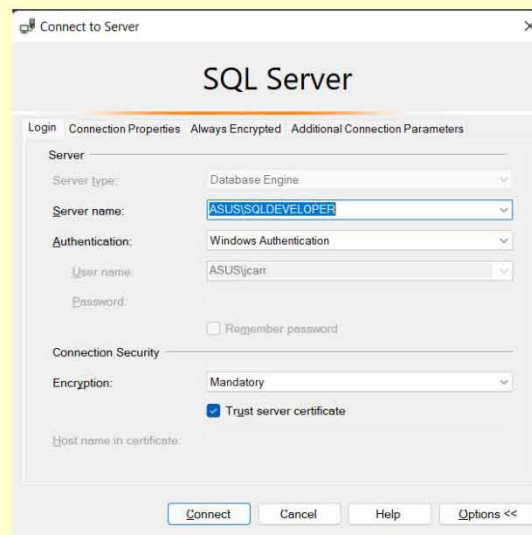 Connect to Server
SQL Server
Login Connection Properties Always Encrypted Additional Connection Parameters
Server
Server type: Database Engine
Server name: ASUS\SQLDEVELOPER
Authentication: Windows Authentication
User name: ASUS\jcarr
Password:
Remember password
Connection Security
Encryption: Mandatory
Trust server certificate
Host name in certificate:
Connect Cancel Help Options <<